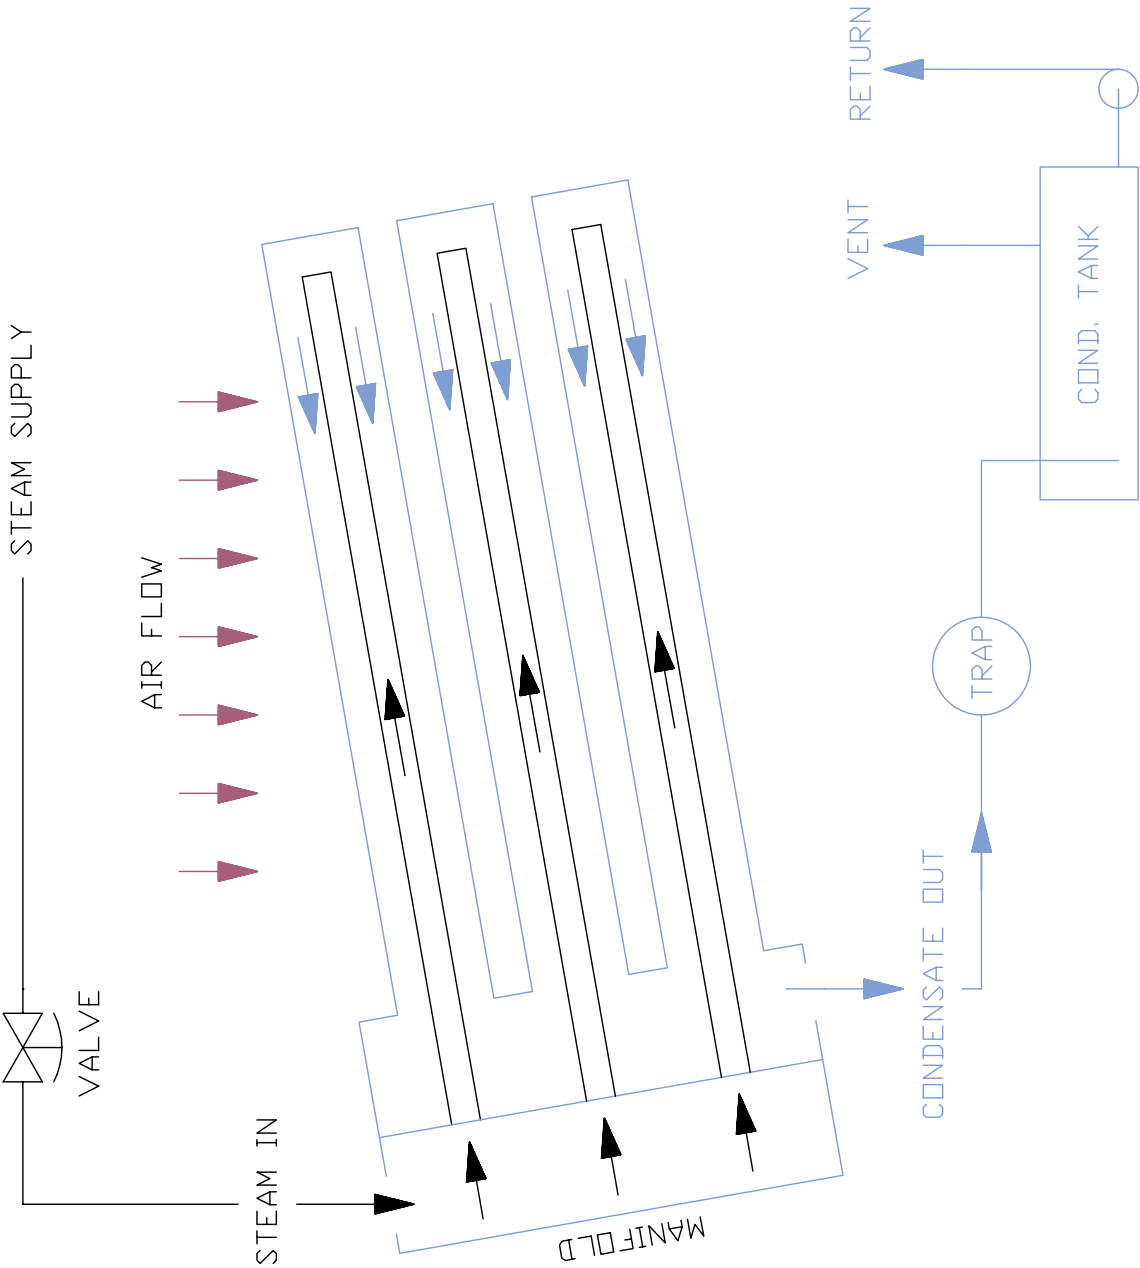 STEAM SUPPLY
VALVE
AIR FLOW
STEAM IN
MANIFOLD
RETURN
VENT
COND. TANK
TRAP
CONDENSATE OUT